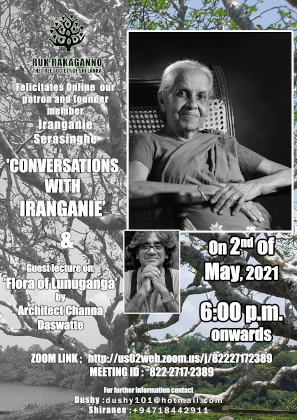 RUK RAKAGANNO
THE TREE SOCIETY OF SRI LANKA
Felicitates Online our
patron and founder
member
Iranganie
Serasinghe
'CONVERSATIONS
WITH
IRANGANIE'
&
Guest lecture on
'Flora of Lunuganga'
by
Architect Channa
Daswatte
On 2nd of
May, 2021
6:00 p.m.
onwards
ZOOM LINK : http://us02web.zoom.us/j/82227172389
MEETING ID : 822-2717-2389
For further information contact
Dushy :dushy101@hotmail.com
Shirance :+94718442911